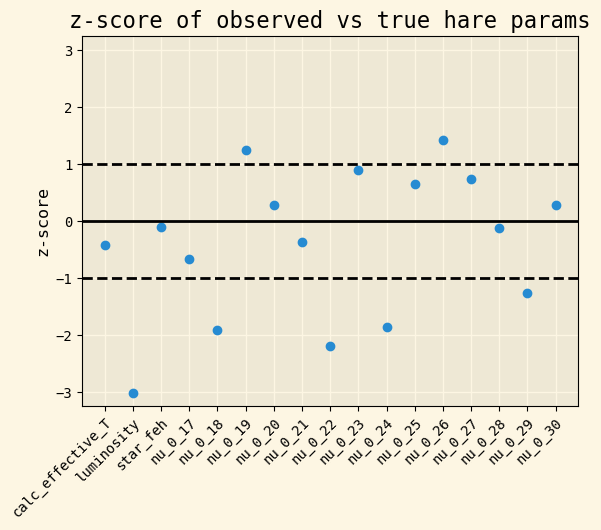 z-score of observed vs true hare params
3
2
1
0
−1
−2
−3
z-score
calc_effective_T
luminosity
star_feh
nu_0_17
nu_0_18
nu_0_19
nu_0_20
nu_0_21
nu_0_22
nu_0_23
nu_0_24
nu_0_25
nu_0_26
nu_0_27
nu_0_28
nu_0_29
nu_0_30